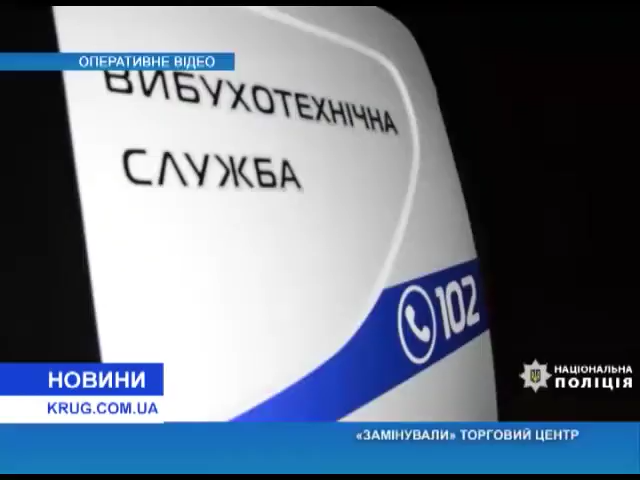 ОПЕРАТИВНЕ ВІДЕО
ВИБУХОТЕХНІЧНА
СЛУЖБА
102
НАЦІОНАЛЬНА
ПОЛІЦІЯ
НОВИНИ
KRUG.COM.UA
«ЗАМІНУВАЛИ» ТОРГОВИЙ ЦЕНТР